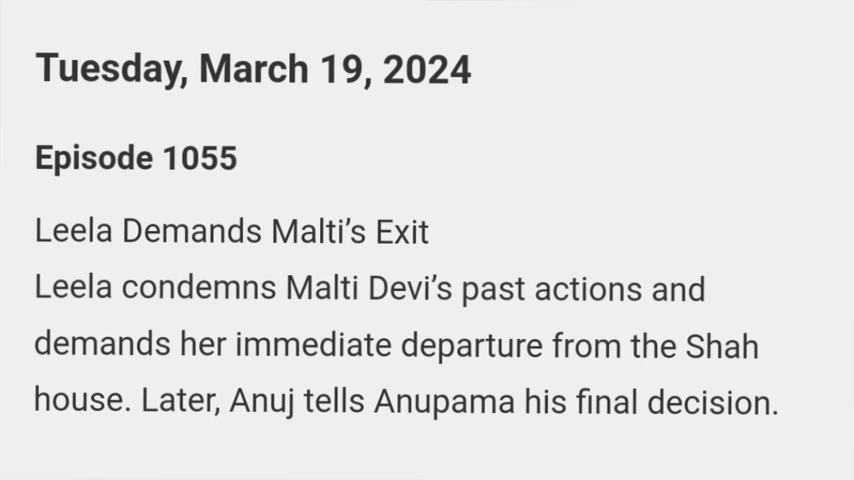 Tuesday, March 19, 2024
Episode 1055
Leela Demands Malti’s Exit
Leela condemns Malti Devi’s past actions and
demands her immediate departure from the Shah
house. Later, Anuj tells Anupama his final decision.